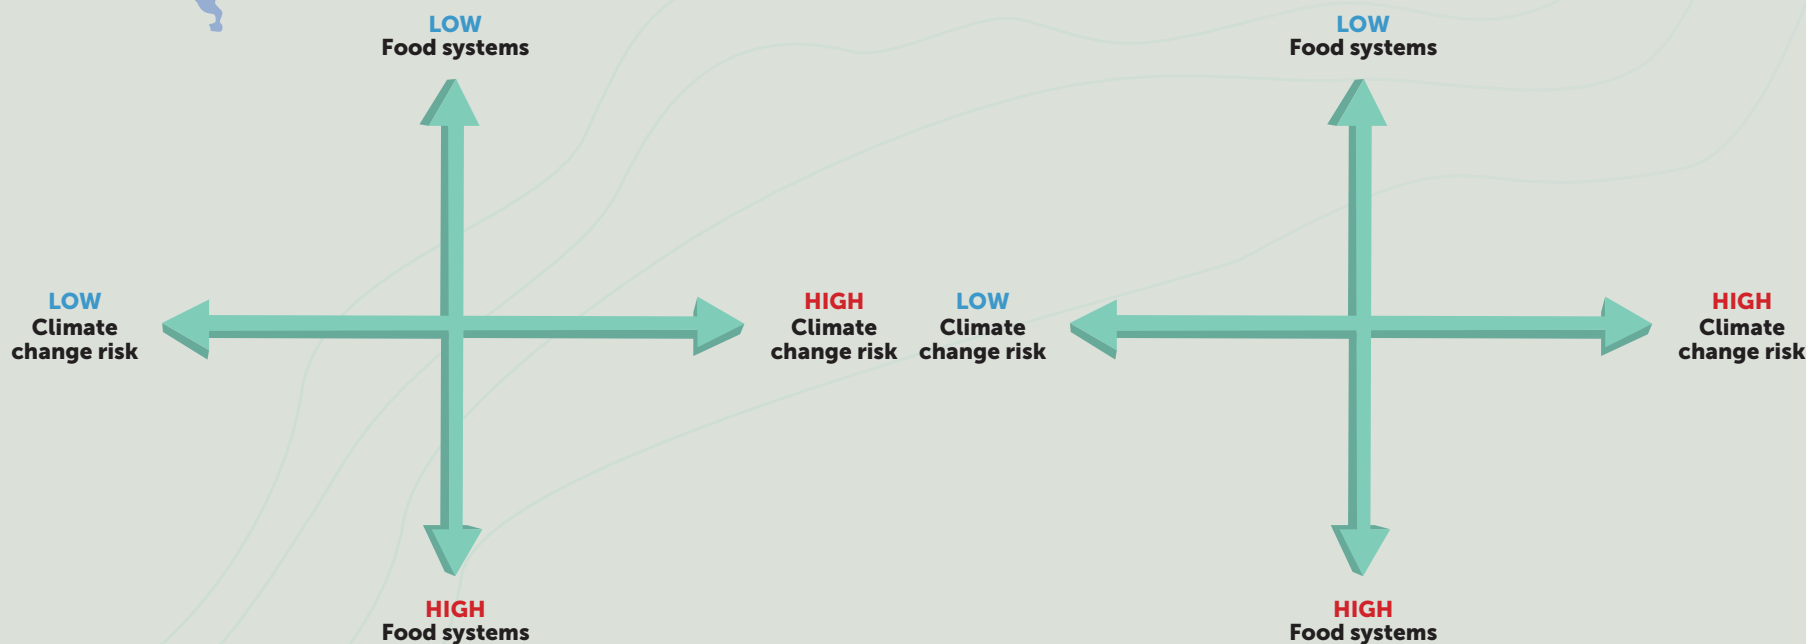 LOW
Food systems
LOW
Climate
change risk
HIGH
Climate
change risk
HIGH
Food systems
LOW
Food systems
LOW
Climate
change risk
HIGH
Climate
change risk
HIGH
Food systems